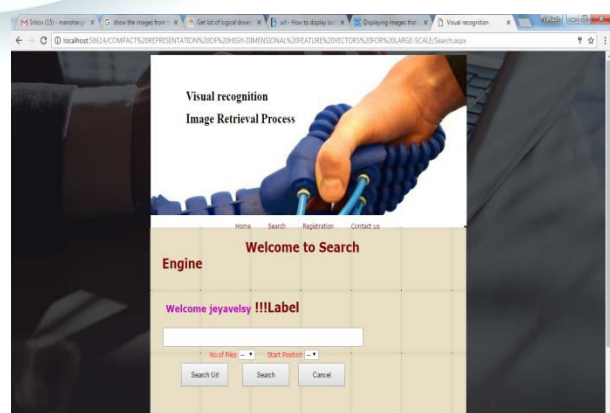 Inbox (15) - manohar.g
show the images from
Get list of logical driver
url - How to display loc
Displaying images that
Visual recognition
localhost:50614/COMPACT%20REPRESENTATION%20OF%20HIGH-DIMENSIONAL%20FEATURE%20VECTORS%20FOR%20LARGE-SCALE/Search.aspx
Visual recognition
Image Retrieval Process
Home Search Registration Contact us
Welcome to Search
Engine
Welcome jeyavelsy !!!Label
No.of Files -- Start Position --
Search Url Search Cancel